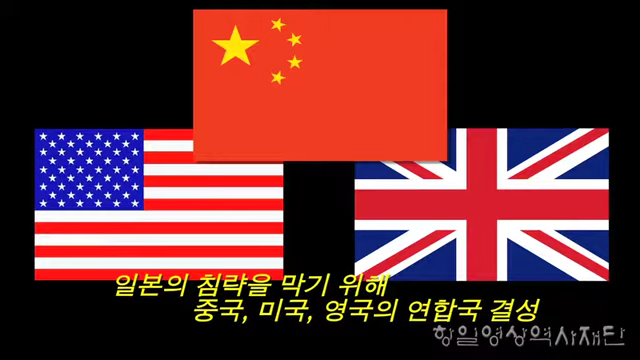 일본의 침략을 막기 위해
중국, 미국, 영국의 연합국 결성
항일영상역사재단